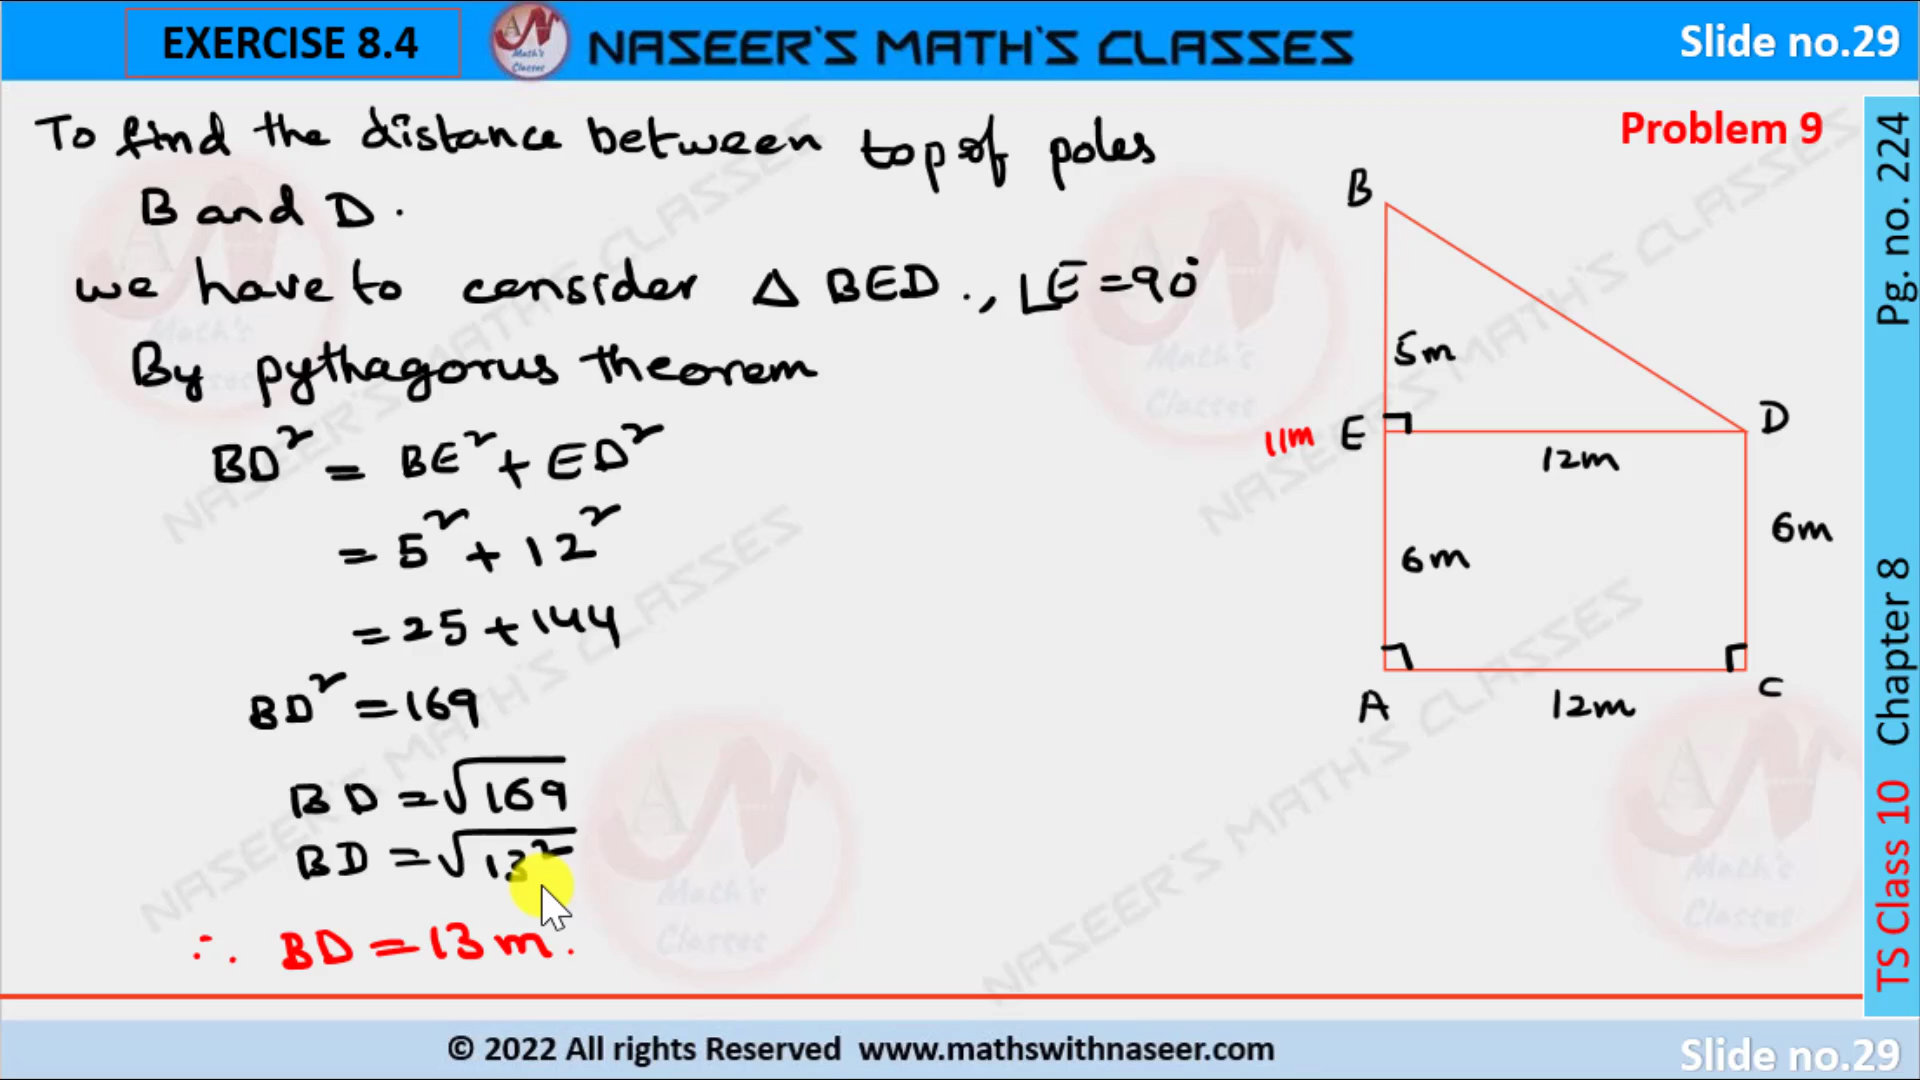 EXERCISE 8.4
AN
Math's
Classes
NASEER'S MATH'S CLASSES
Slide no.29
Problem 9
To find the distance between top of poles
B and D.
we have to consider △ BED ., ∠E = 90°
By pythagorus theorem
BD² = BE² + ED²
= 5² + 12²
= 25 + 144
BD² = 169
BD = √169
BD = √13²
∴ BD = 13 m.
B
5m
11m E
D
12m
6m
6m
A
12m
C
Pg. no. 224
Chapter 8
TS Class 10
© 2022 All rights Reserved www.mathswithnaseer.com
Slide no.29